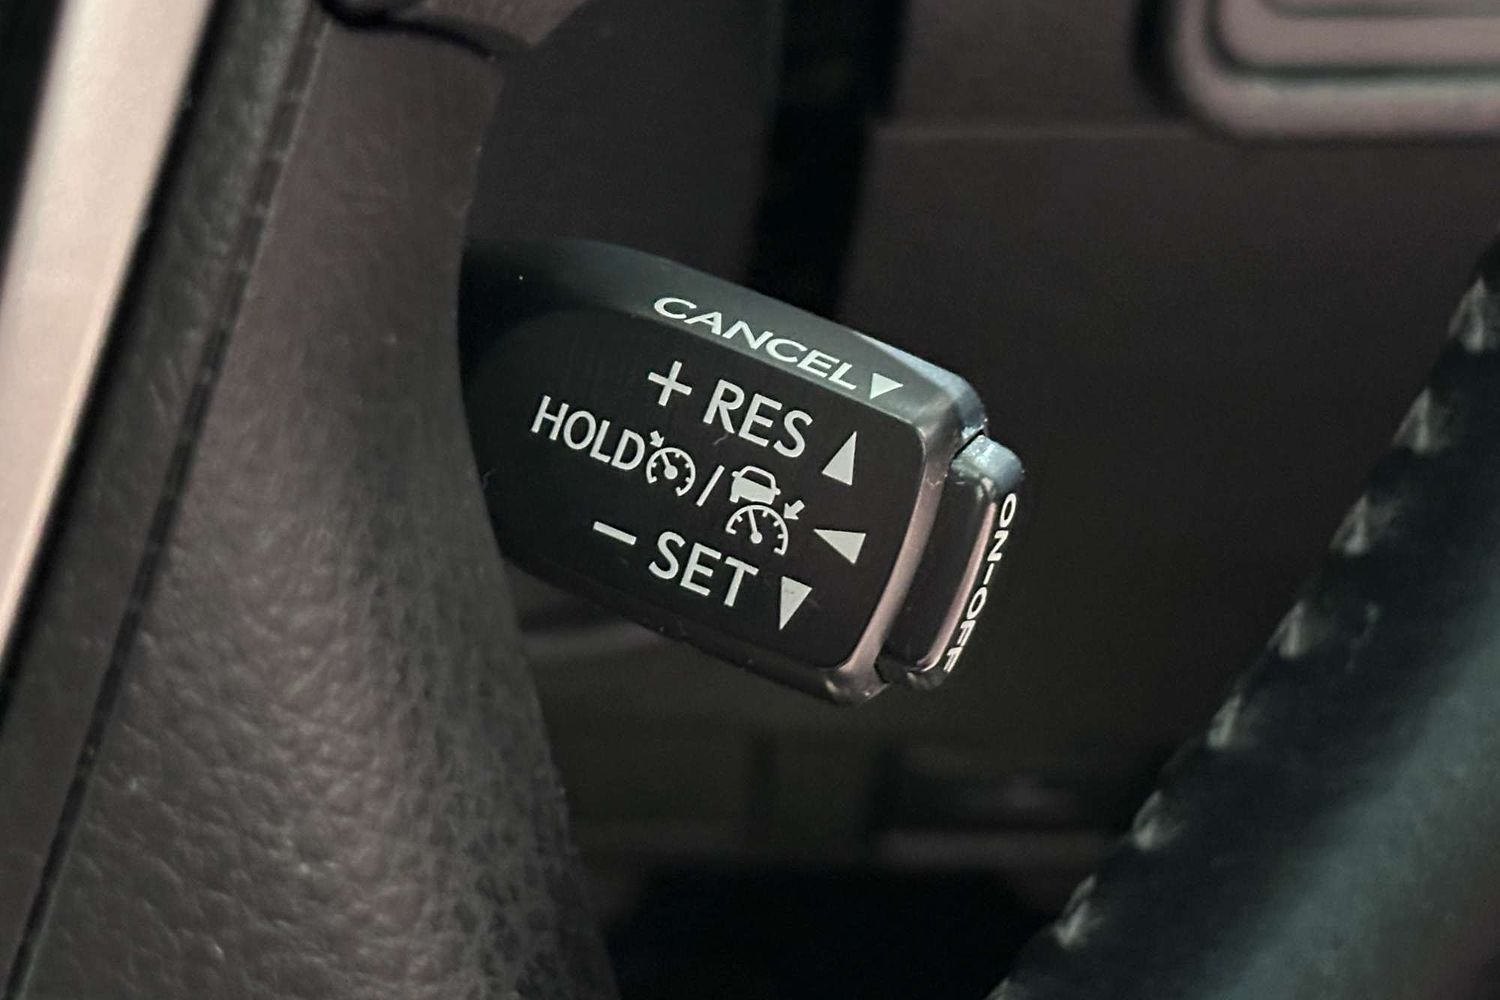 CANCEL ▼
+ RES ▲
HOLD / ◀
− SET ▼
ON-OFF